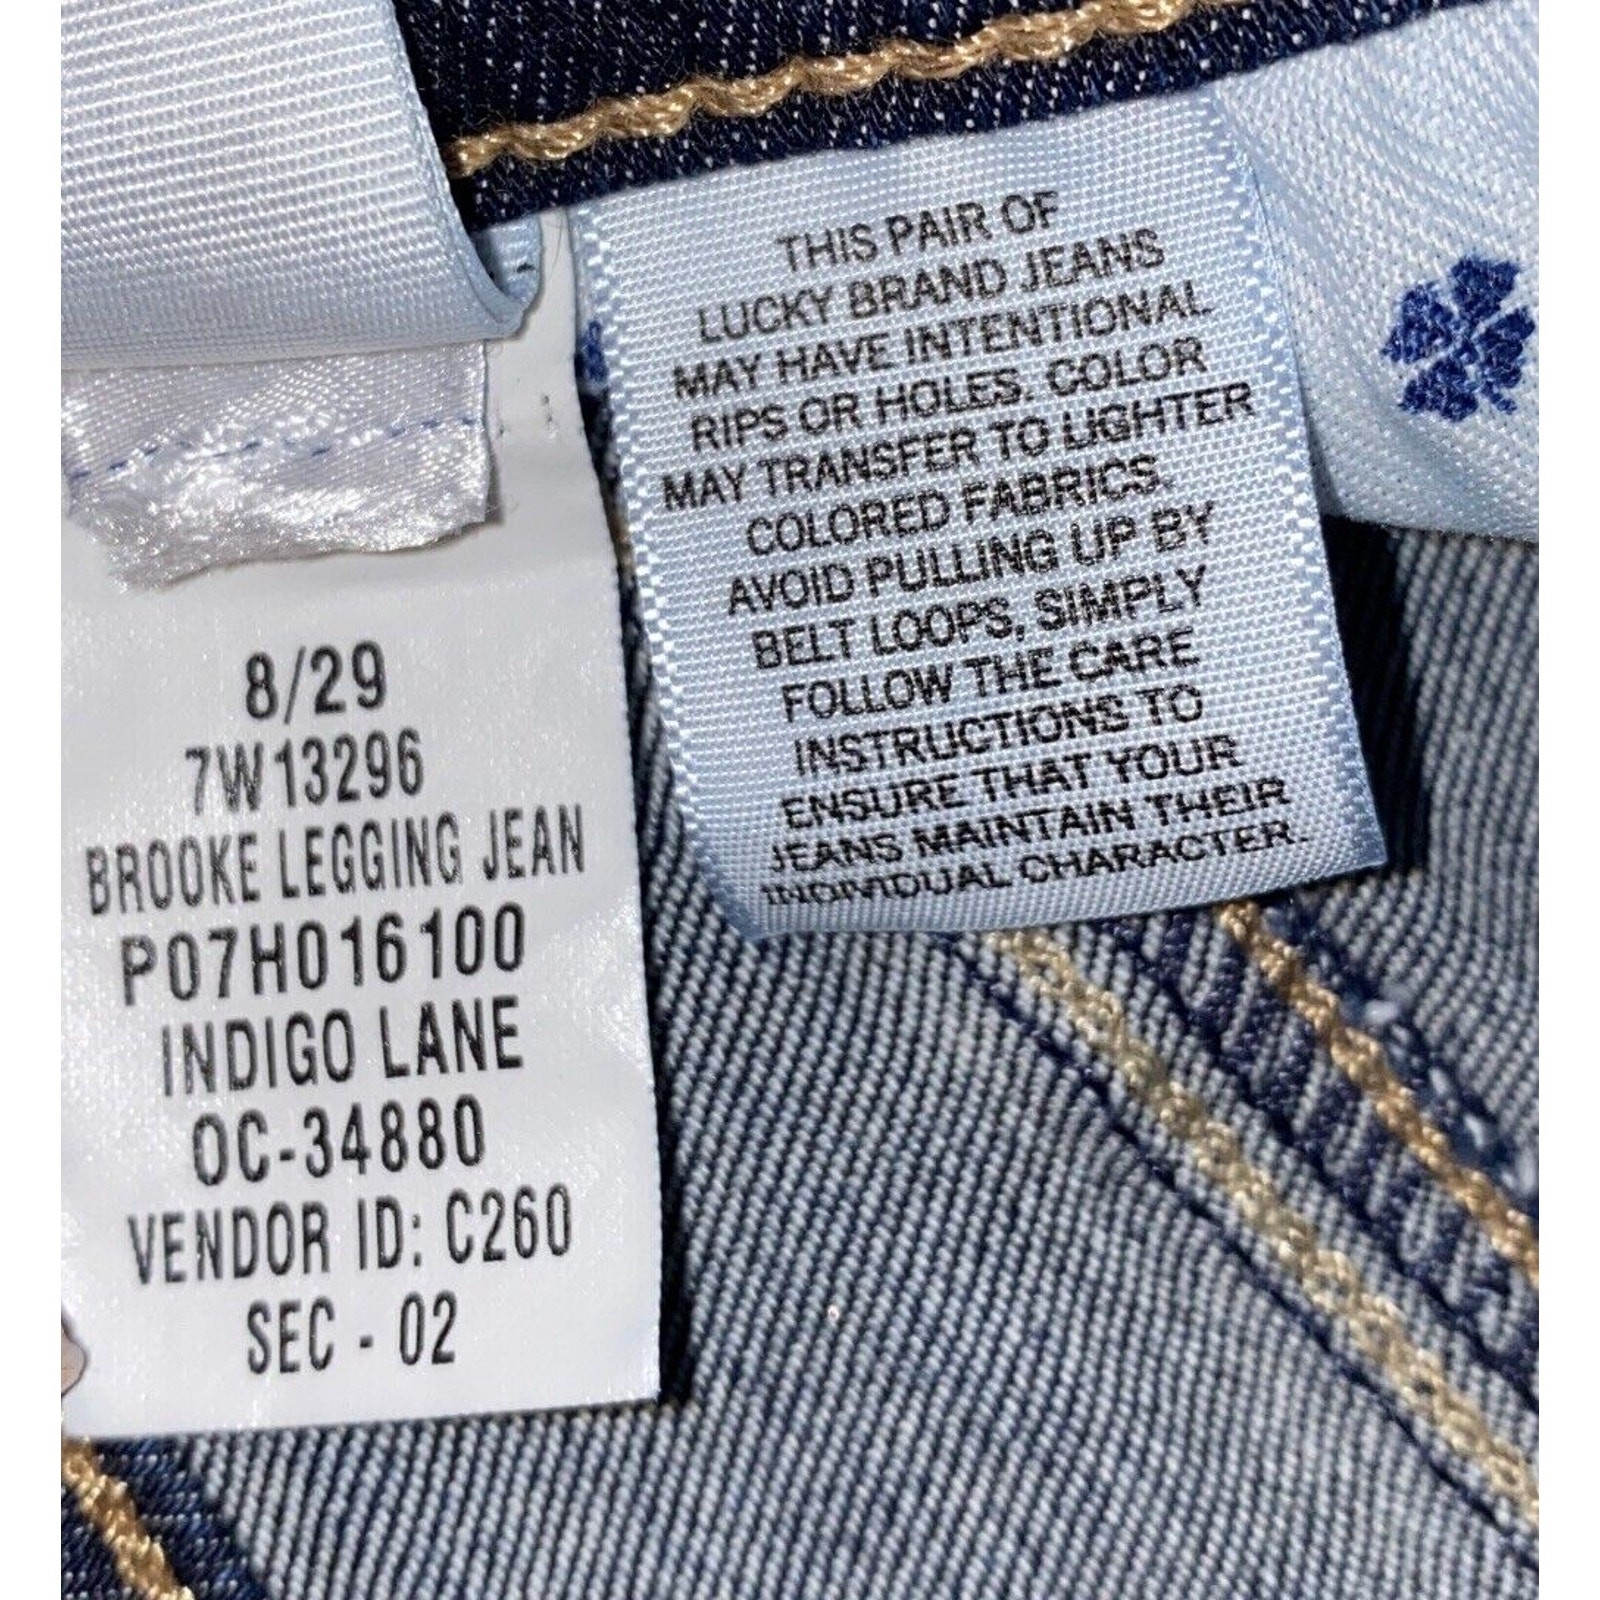 8/29
7W13296
BROOKE LEGGING JEAN
P07H016100
INDIGO LANE
OC-34880
VENDOR ID: C260
SEC - 02
THIS PAIR OF
LUCKY BRAND JEANS
MAY HAVE INTENTIONAL
RIPS OR HOLES. COLOR
MAY TRANSFER TO LIGHTER
COLORED FABRICS.
AVOID PULLING UP BY
BELT LOOPS, SIMPLY
FOLLOW THE CARE
INSTRUCTIONS TO
ENSURE THAT YOUR
JEANS MAINTAIN THEIR
INDIVIDUAL CHARACTER.